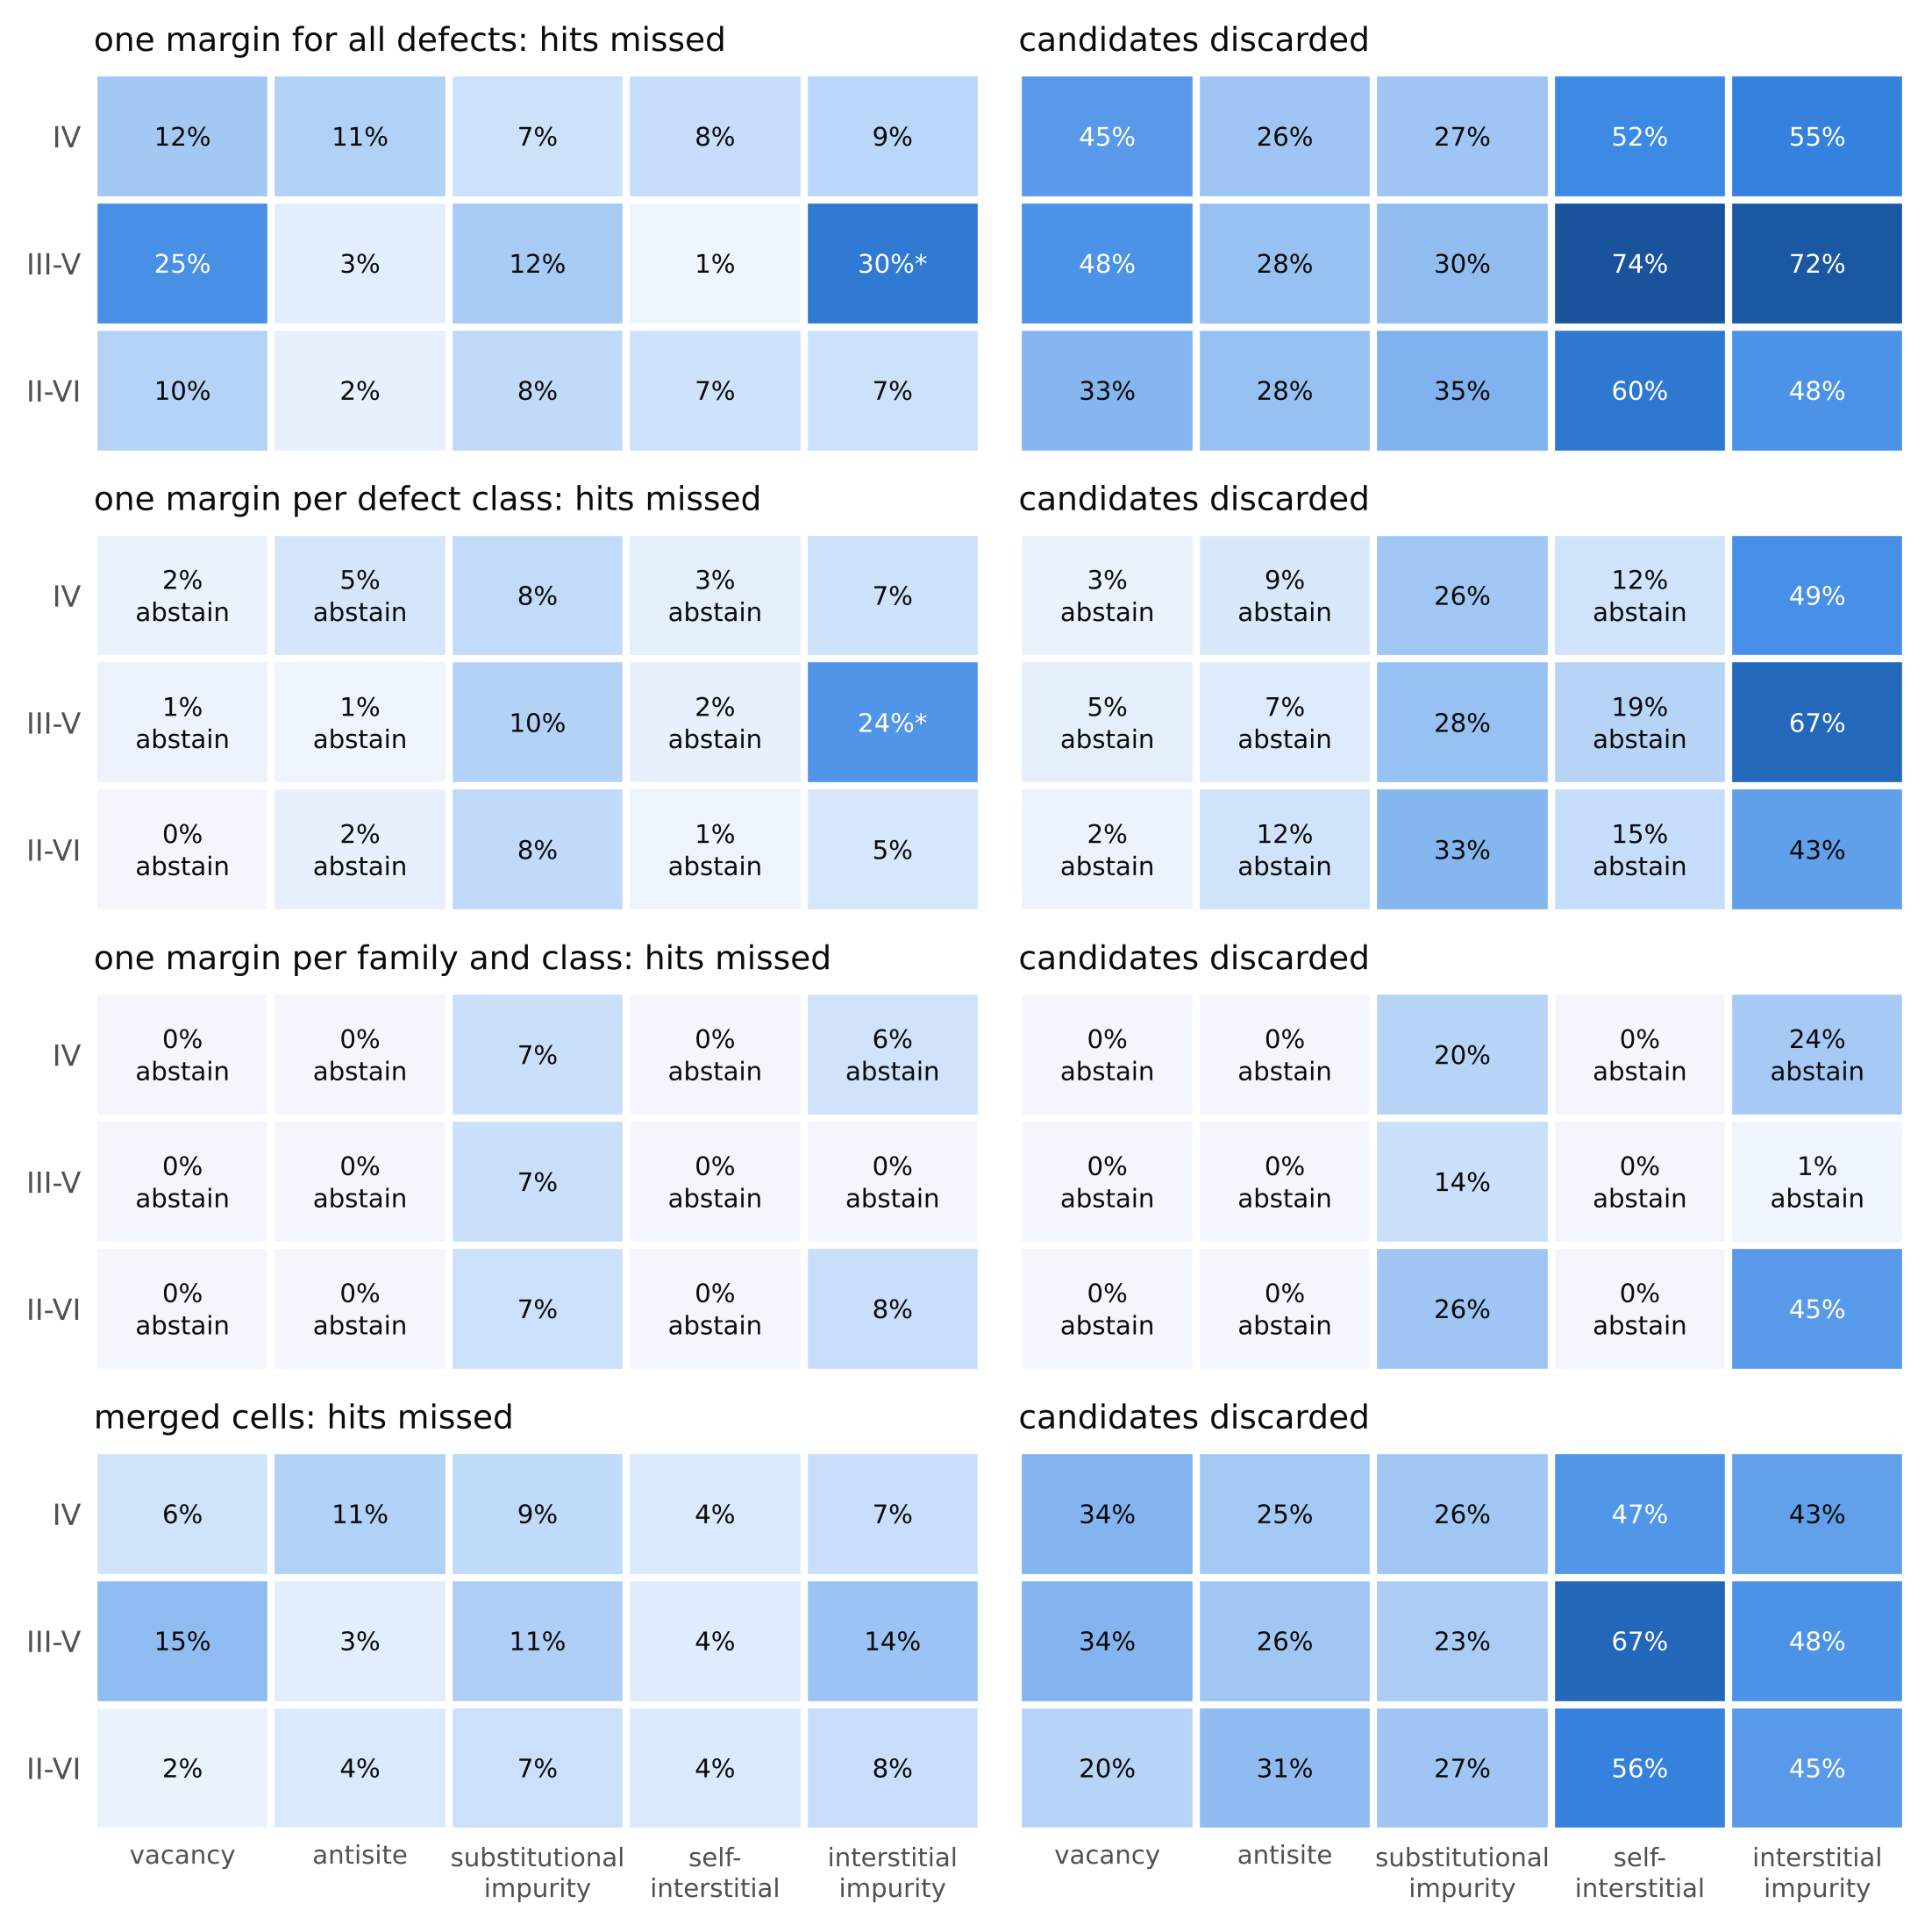 one margin for all defects: hits missed
candidates discarded
IV 12% 11% 7% 8% 9% 45% 26% 27% 52% 55%
III-V 25% 3% 12% 1% 30%* 48% 28% 30% 74% 72%
II-VI 10% 2% 8% 7% 7% 33% 28% 35% 60% 48%
one margin per defect class: hits missed
candidates discarded
2% 5% 3% 3% 9% 12%
IV 8% 7% 26% 49%
abstain abstain abstain abstain abstain abstain
1% 1% 2% 5% 7% 19%
III-V 10% 24%* 28% 67%
abstain abstain abstain abstain abstain abstain
0% 2% 1% 2% 12% 15%
II-VI 8% 5% 33% 43%
abstain abstain abstain abstain abstain abstain
one margin per family and class: hits missed
candidates discarded
0% 0% 0% 6% 0% 0% 0% 24%
IV 7% 20%
abstain abstain abstain abstain abstain abstain abstain abstain
0% 0% 0% 0% 0% 0% 0% 1%
III-V 7% 14%
abstain abstain abstain abstain abstain abstain abstain abstain
0% 0% 0% 0% 0% 0%
II-VI 7% 8% 26% 45%
abstain abstain abstain abstain abstain abstain
merged cells: hits missed
candidates discarded
IV 6% 11% 9% 4% 7% 34% 25% 26% 47% 43%
III-V 15% 3% 11% 4% 14% 34% 26% 23% 67% 48%
II-VI 2% 4% 7% 4% 8% 20% 31% 27% 56% 45%
vacancy antisite substitutional self- interstitial vacancy antisite substitutional self- interstitial
impurity interstitial impurity impurity interstitial impurity